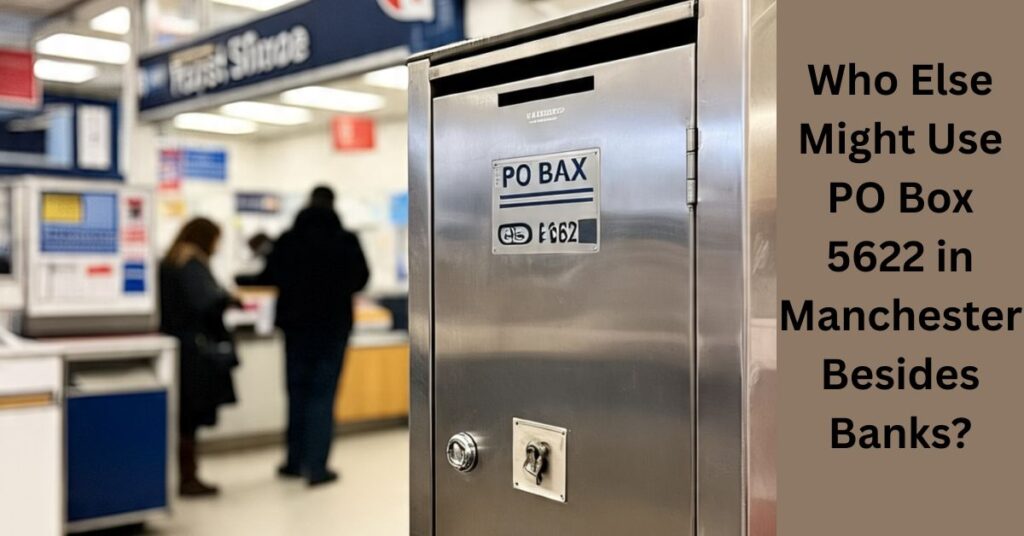 PO BAX
Who Else
Might Use
PO Box
5622 in
Manchester
Besides
Banks?